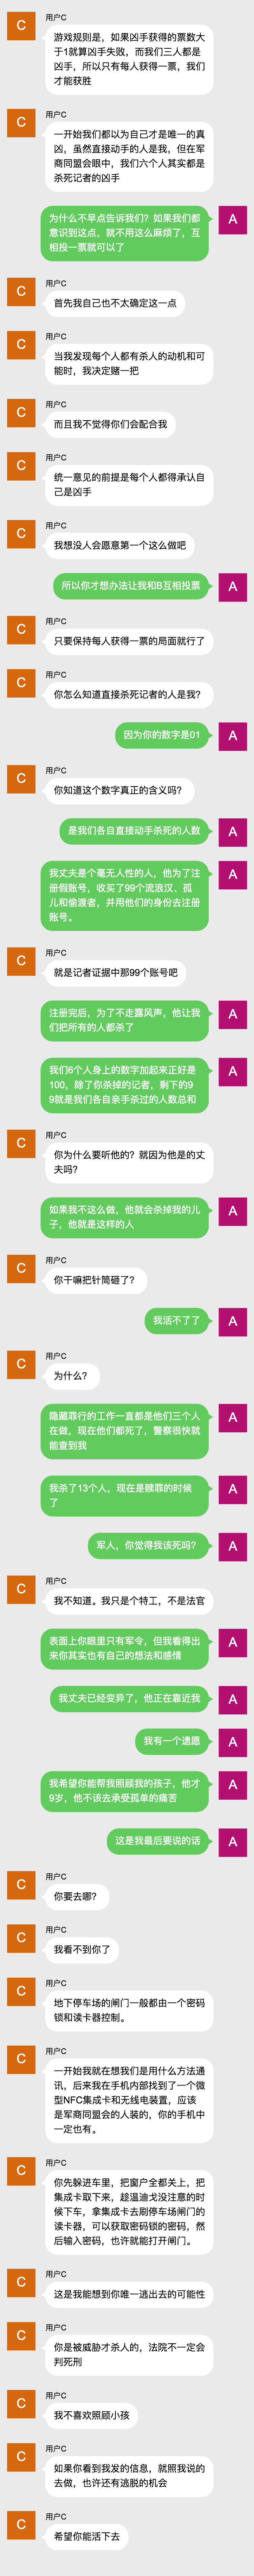 用户C
C
游戏规则是，如果凶手获得的票数大
于1就算凶手失败，而我们三人都是
凶手，所以只有每人获得一票，我们
才能获胜
用户C
C
一开始我们都以为自己才是唯一的真
凶，虽然直接动手的人是我，但在军
商同盟会眼中，我们六个人其实都是
杀死记者的凶手
为什么不早点告诉我们？如果我们都
意识到这点，就不用这么麻烦了，互
相投一票就可以了
A
用户C
C
首先我自己也不太确定这一点
用户C
C
当我发现每个人都有杀人的动机和可
能时，我决定赌一把
用户C
C
而且我不觉得你们会配合我
用户C
C
统一意见的前提是每个人都得承认自
己是凶手
用户C
C
我想没人会愿意第一个这么做吧
所以你才想办法让我和B互相投票
A
用户C
C
只要保持每人获得一票的局面就行了
用户C
C
你怎么知道直接杀死记者的人是我？
因为你的数字是01
A
用户C
C
你知道这个数字真正的含义吗？
是我们各自直接动手杀死的人数
A
我丈夫是个毫无人性的人，他为了注
册假账号，收买了99个流浪汉、孤
儿和偷渡者，并用他们的身份去注册
账号。
A
用户C
C
就是记者证据中那99个账号吧
注册完后，为了不走露风声，他让我
们把所有的人都杀了
A
我们6个人身上的数字加起来正好是
100，除了你杀掉的记者，剩下的9
9就是我们各自亲手杀过的人数总和
A
用户C
C
你为什么要听他的？就因为他是的丈
夫吗？
如果我不这么做，他就会杀掉我的儿
子，他就是这样的人
A
用户C
C
你干嘛把针筒砸了？
我活不了了
A
用户C
C
为什么？
隐藏罪行的工作一直都是他们三个人
在做，现在他们都死了，警察很快就
能查到我
A
我杀了13个人，现在是赎罪的时候
了
A
军人，你觉得我该死吗？
A
用户C
C
我不知道。我只是个特工，不是法官
表面上你眼里只有军令，但我看得出
来你其实也有自己的想法和感情
A
我丈夫已经变异了，他正在靠近我
A
我有一个遗愿
A
我希望你能帮我照顾我的孩子，他才
9岁，他不该去承受孤单的痛苦
A
这是我最后要说的话
A
用户C
C
你要去哪？
用户C
C
我看不到你了
用户C
C
地下停车场的闸门一般都由一个密码
锁和读卡器控制。
用户C
C
一开始我就在想我们是用什么方法通
讯，后来我在手机内部找到了一个微
型NFC集成卡和无线电装置，应该
是军商同盟会的人装的，你的手机中
一定也有。
用户C
C
你先躲进车里，把窗户全都关上，把
集成卡取下来，趁温迪戈没注意的时
候下车，拿集成卡去刷停车场闸门的
读卡器，可以获取密码锁的密码，然
后输入密码，也许就能打开闸门。
用户C
C
这是我能想到你唯一逃出去的可能性
用户C
C
你是被威胁才杀人的，法院不一定会
判死刑
用户C
C
我不喜欢照顾小孩
用户C
C
如果你看到我发的信息，就照我说的
去做，也许还有逃脱的机会
用户C
C
希望你能活下去